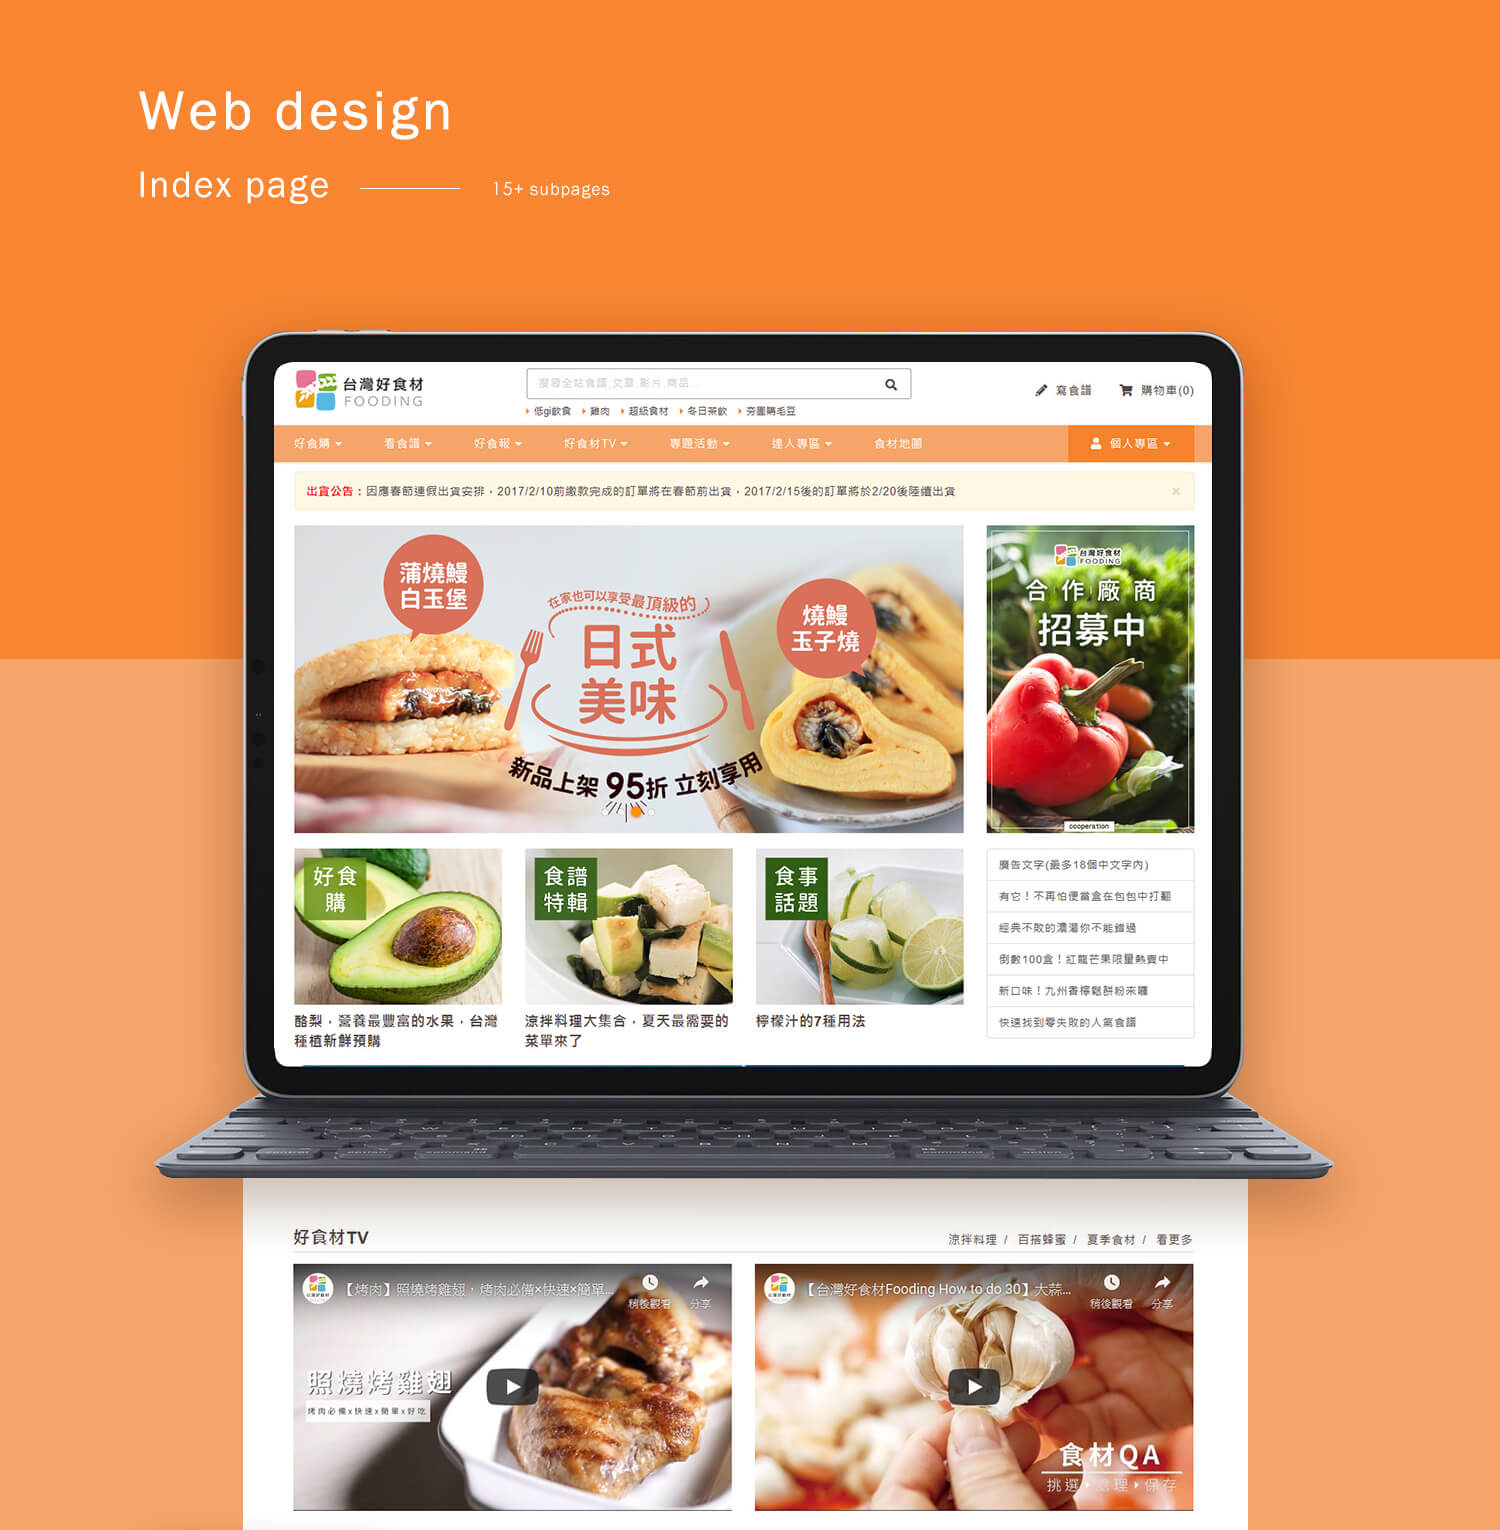 Web design
Index page
15+ subpages
台灣好食材
FOODING
搜尋全站食譜,文章,影片,商品...
寫食譜
購物車(0)
低gi飲食
雞肉
超級食材
冬日茶飲
夯團購毛豆
好食購
看食譜
好食報
好食材TV
專題活動
達人專區
食材地圖
個人專區
出貨公告：因應春節連假出貨安排，2017/2/10前繳款完成的訂單將在春節前出貨，2017/2/15後的訂單將於2/20後陸續出貨
×
蒲燒鰻
白玉堡
在家也可以享受最頂級的
日式
美味
燒鰻
玉子燒
新品上架 95折 立刻享用
台灣好食材
FOODING
合作廠商
招募中
cooperation
好食
購
酪梨，營養最豐富的水果，台灣
種植新鮮預購
食譜
特輯
涼拌料理大集合，夏天最需要的
菜單來了
食事
話題
檸檬汁的7種用法
廣告文字(最多18個中文字內)
有它！不再怕便當盒在包包中打翻
經典不敗的濃湯你不能錯過
倒數100盒！紅龍芒果限量熱賣中
新口味！九州香檸鬆餅粉來囉
快速找到零失敗的人氣食譜
control
option
command
command
option
好食材TV
涼拌料理 / 百搭蜂蜜 / 夏季食材 / 看更多
【烤肉】照燒烤雞翅，烤肉必備×快速×簡單...
稍後觀看
分享
照燒烤雞翅
烤肉必備x快速x簡單x好吃
【台灣好食材Fooding How to do 30】大蒜...
稍後觀看
分享
食材QA
挑選 處理 保存